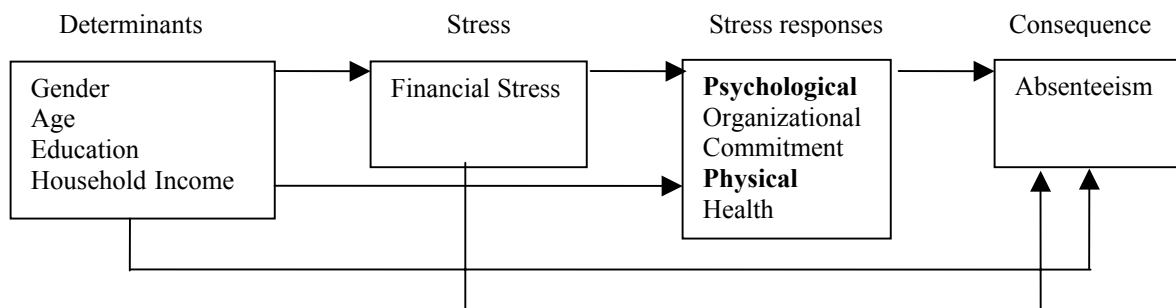 Determinants
Stress
Stress responses
Consequence
Gender
Age
Education
Household Income
Financial Stress
Psychological
Organizational
Commitment
Physical
Health
Absenteeism